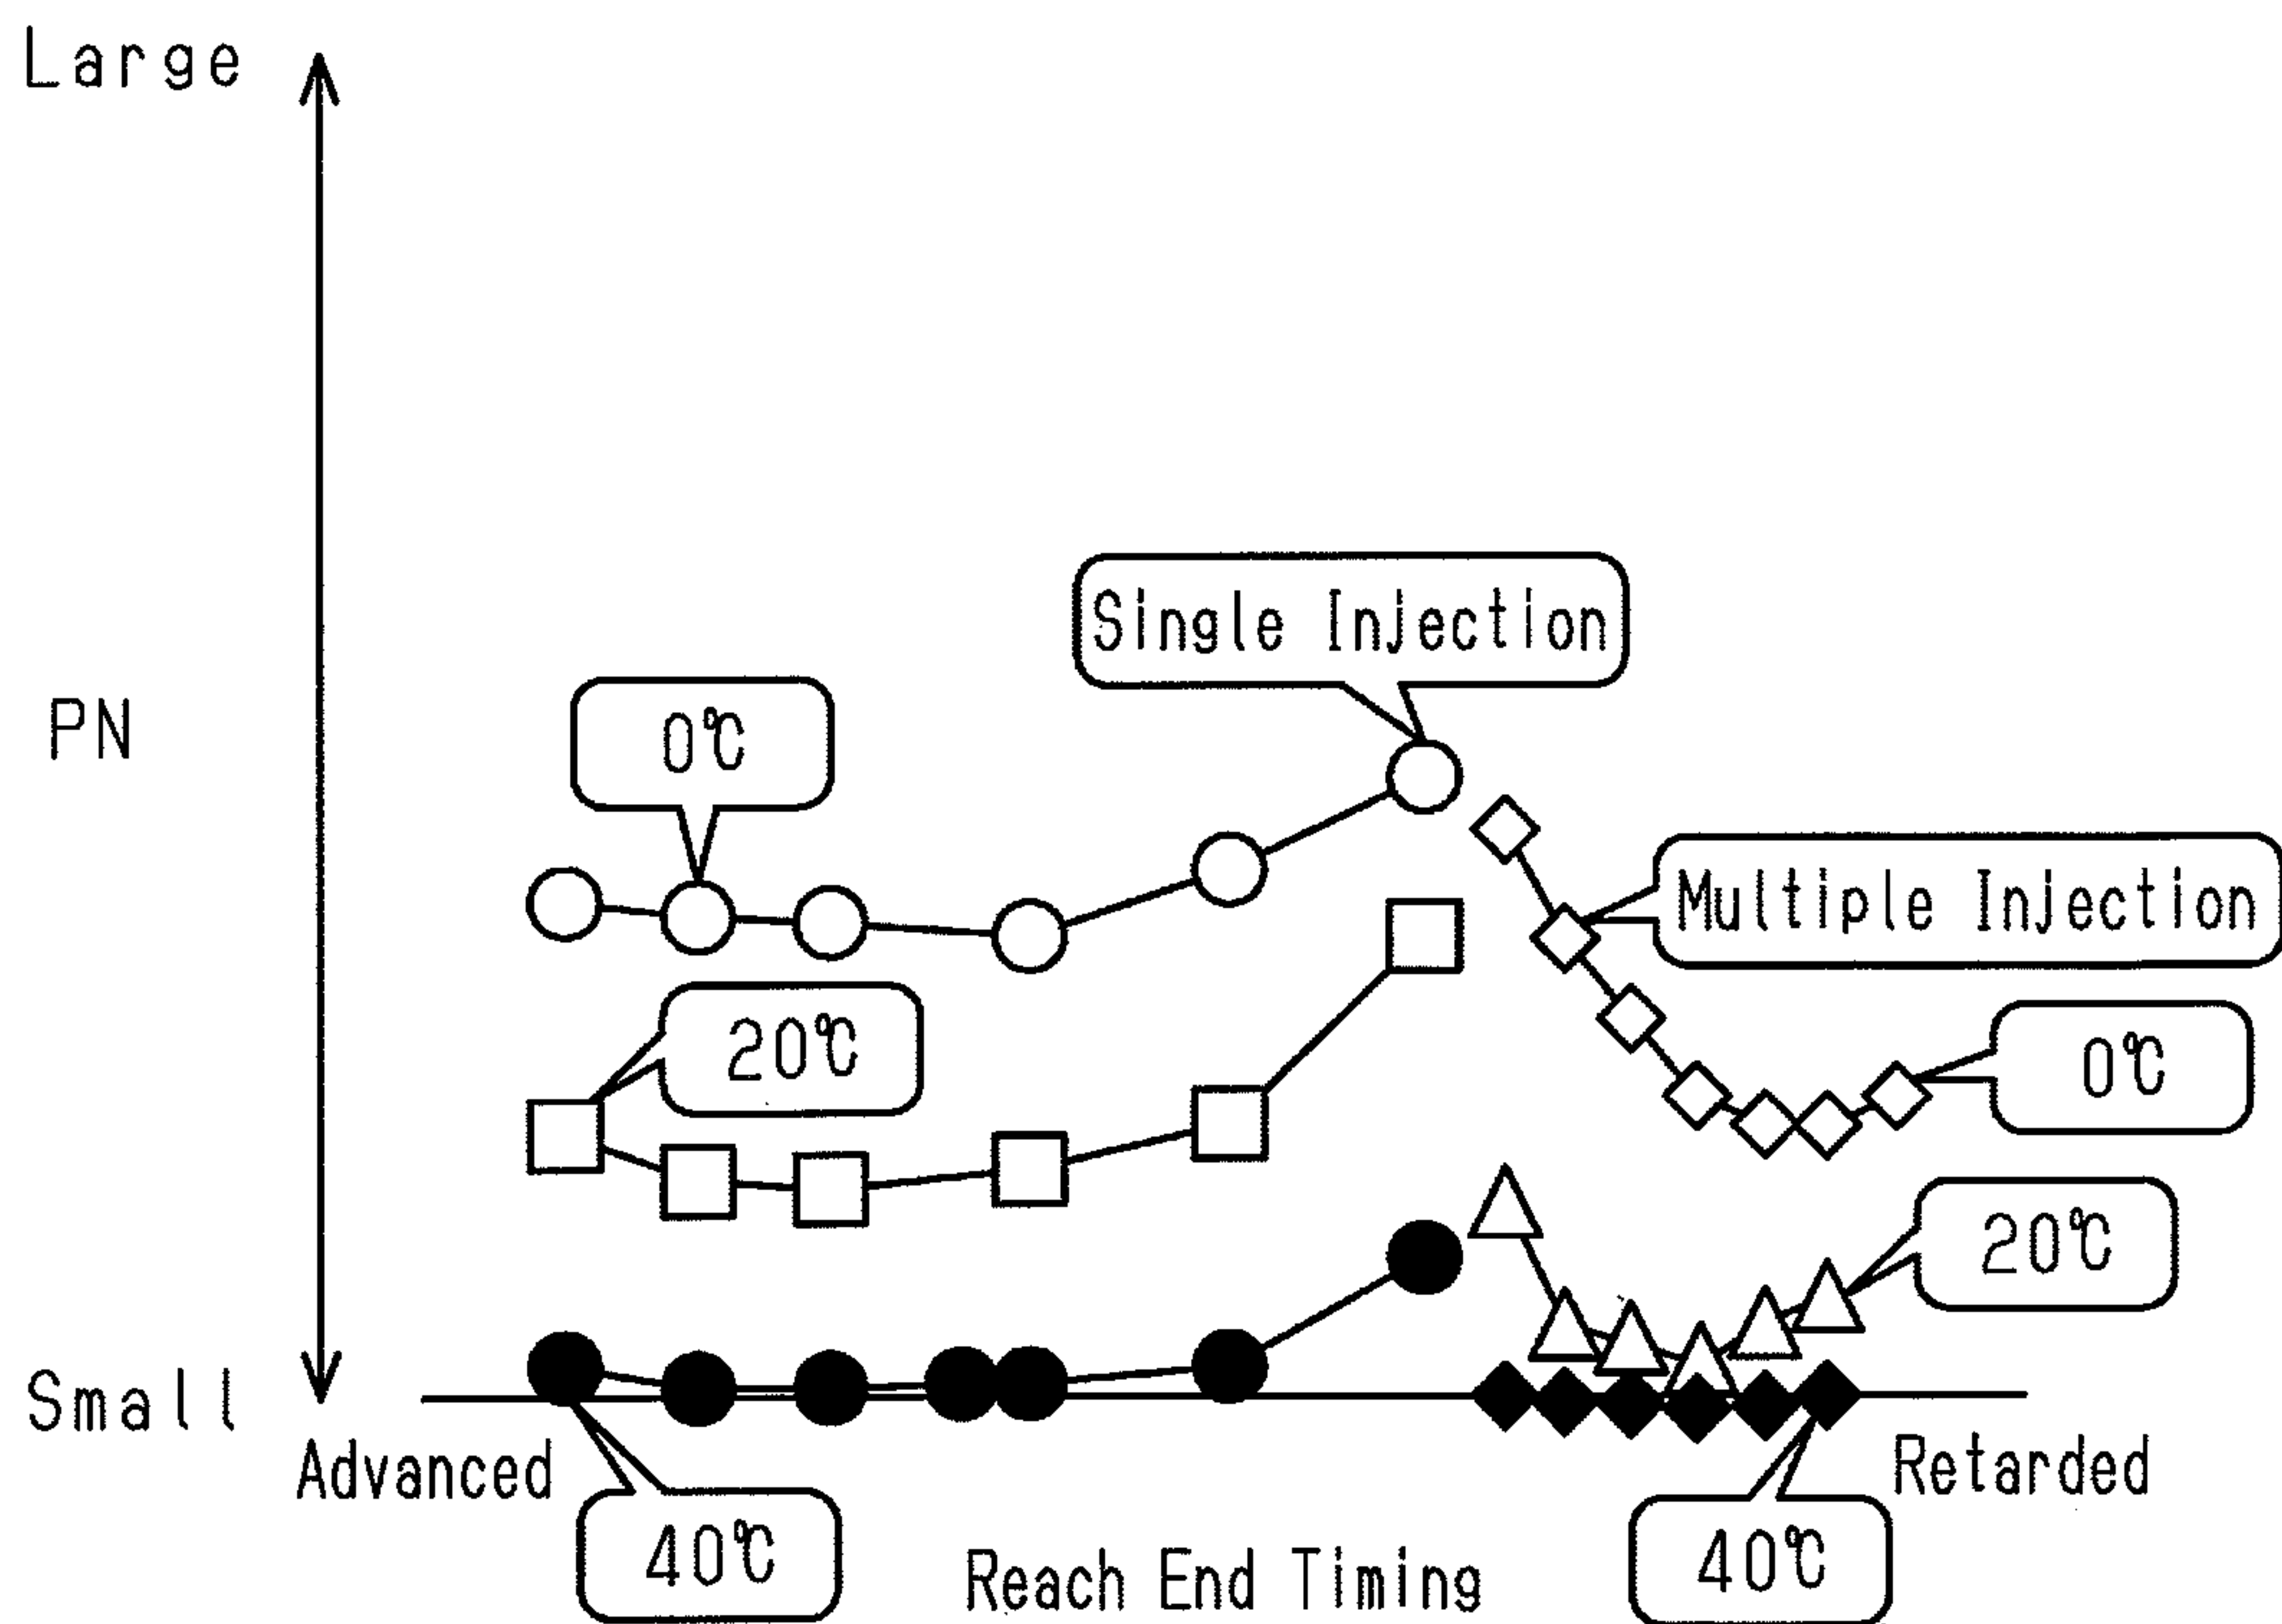 Large
Single Injection
0℃
PN
Multiple Injection
20℃
0℃
20℃
Small
Advanced
Retarded
40℃
Reach End Timing
40℃